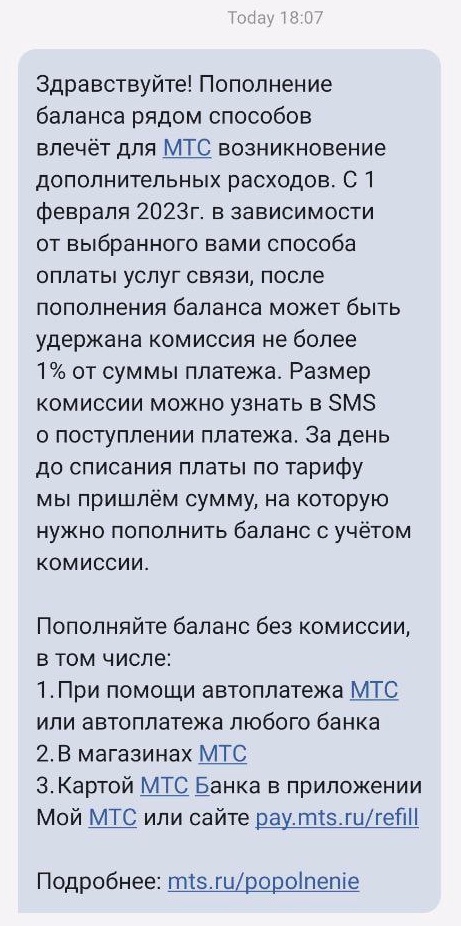 Today 18:07
Здравствуйте! Пополнение
баланса рядом способов
влечёт для МТС возникновение
дополнительных расходов. С 1
февраля 2023г. в зависимости
от выбранного вами способа
оплаты услуг связи, после
пополнения баланса может быть
удержана комиссия не более
1% от суммы платежа. Размер
комиссии можно узнать в SMS
о поступлении платежа. За день
до списания платы по тарифу
мы пришлём сумму, на которую
нужно пополнить баланс с учётом
комиссии.
Пополняйте баланс без комиссии,
в том числе:
1.При помощи автоплатежа МТС
или автоплатежа любого банка
2.В магазинах МТС
3.Картой МТС Банка в приложении
Мой МТС или сайте pay.mts.ru/refill
Подробнее: mts.ru/popolnenie